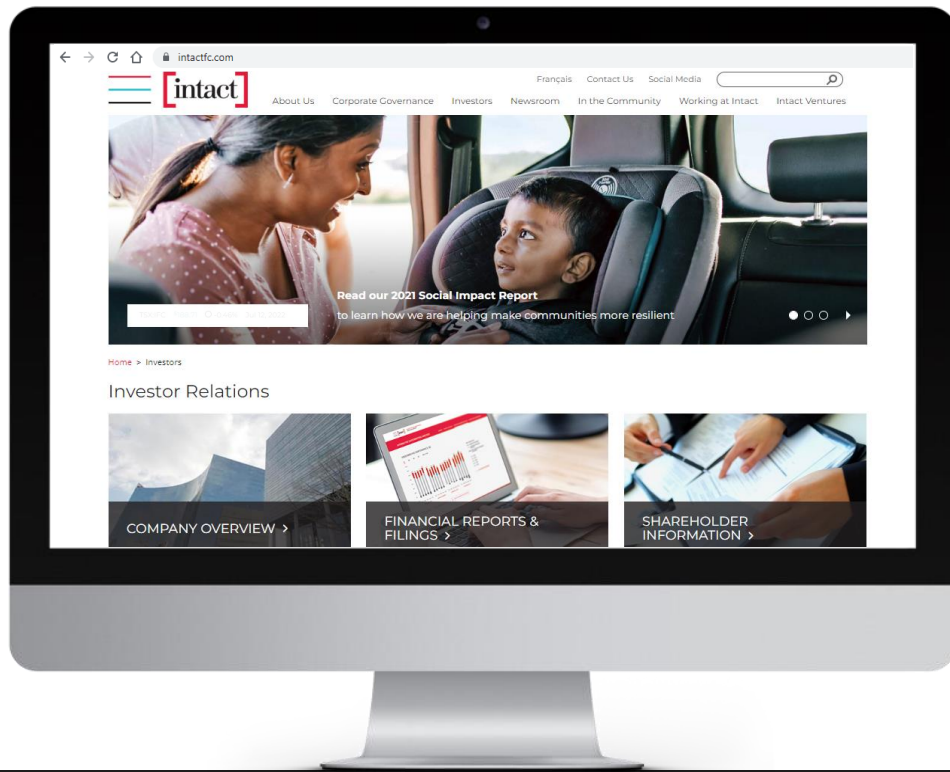 intactfc.com
[intact]
Français Contact Us Social Media
About Us Corporate Governance Investors Newsroom In the Community Working at Intact Intact Ventures
Read our 2021 Social Impact Report
to learn how we are helping make communities more resilient
Home > Investors
Investor Relations
COMPANY OVERVIEW >
FINANCIAL REPORTS &
FILINGS >
SHAREHOLDER
INFORMATION >